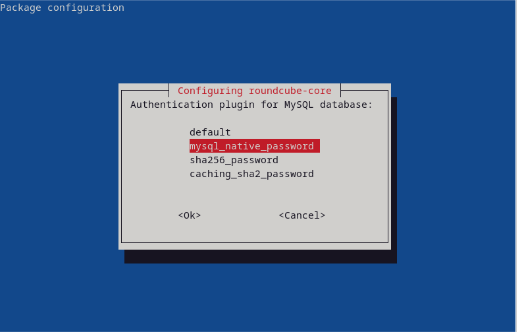 Package configuration
Configuring roundcube-core
Authentication plugin for MySQL database:
default
mysql_native_password
sha256_password
caching_sha2_password
<Ok> <Cancel>